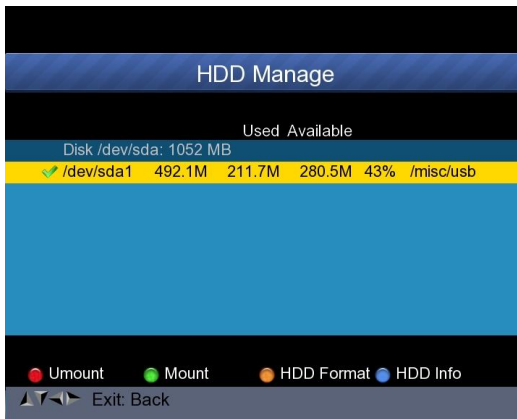 HDD Manage
Used Available
Disk /dev/sda: 1052 MB
/dev/sda1 492.1M 211.7M 280.5M 43% /misc/usb
Umount Mount HDD Format HDD Info
Exit: Back